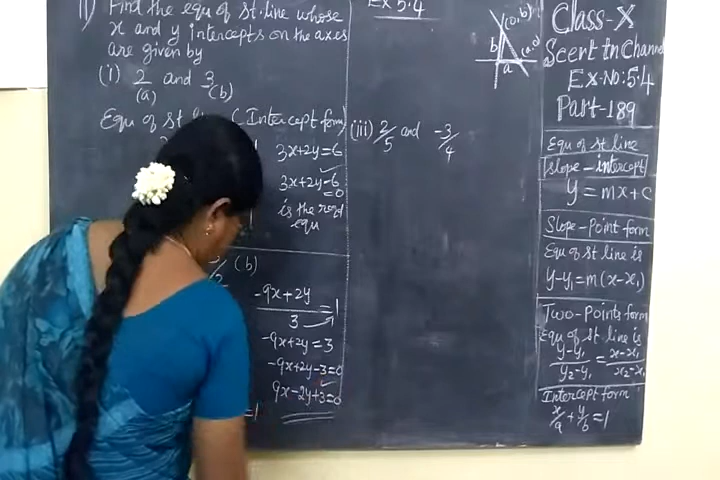 11) Find the equ of st.line whose
x and y intercepts on the axes
are given by
(i) 2 and 3
(a) (b)
Equ of st line (Intercept form)
3x+2y=6
3x+2y-6
=0
is the reqd
equ
(b)
-9x+2y
3
=1
-9x+2y=3
-9x+2y-3=0
9x-2y+3=0
=1
Ex 5.4
(0,b)
b
(a,0)
a
(iii) 2/5 and -3/4
Class-X
Scert tn Channel
Ex-No:5.4
Part-189
Equ of st line
slope-intercept
y=mx+c
Slope-Point form
Equ of st line is
y-y₁=m(x-x₁)
Two-Points form
Equ of st.line is
y-y₁/y₂-y₁ = x-x₁/x₂-x₁
Intercept form
x/a+y/b=1